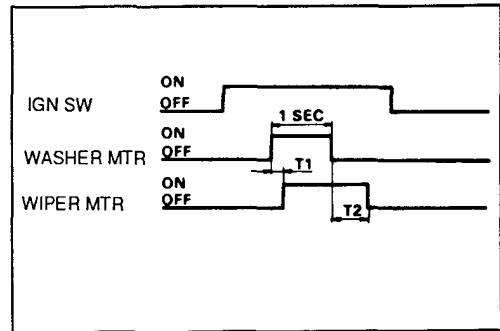 ON
IGN SW
OFF
1 SEC
ON
WASHER MTR
OFF
T1
ON
WIPER MTR
OFF
T2